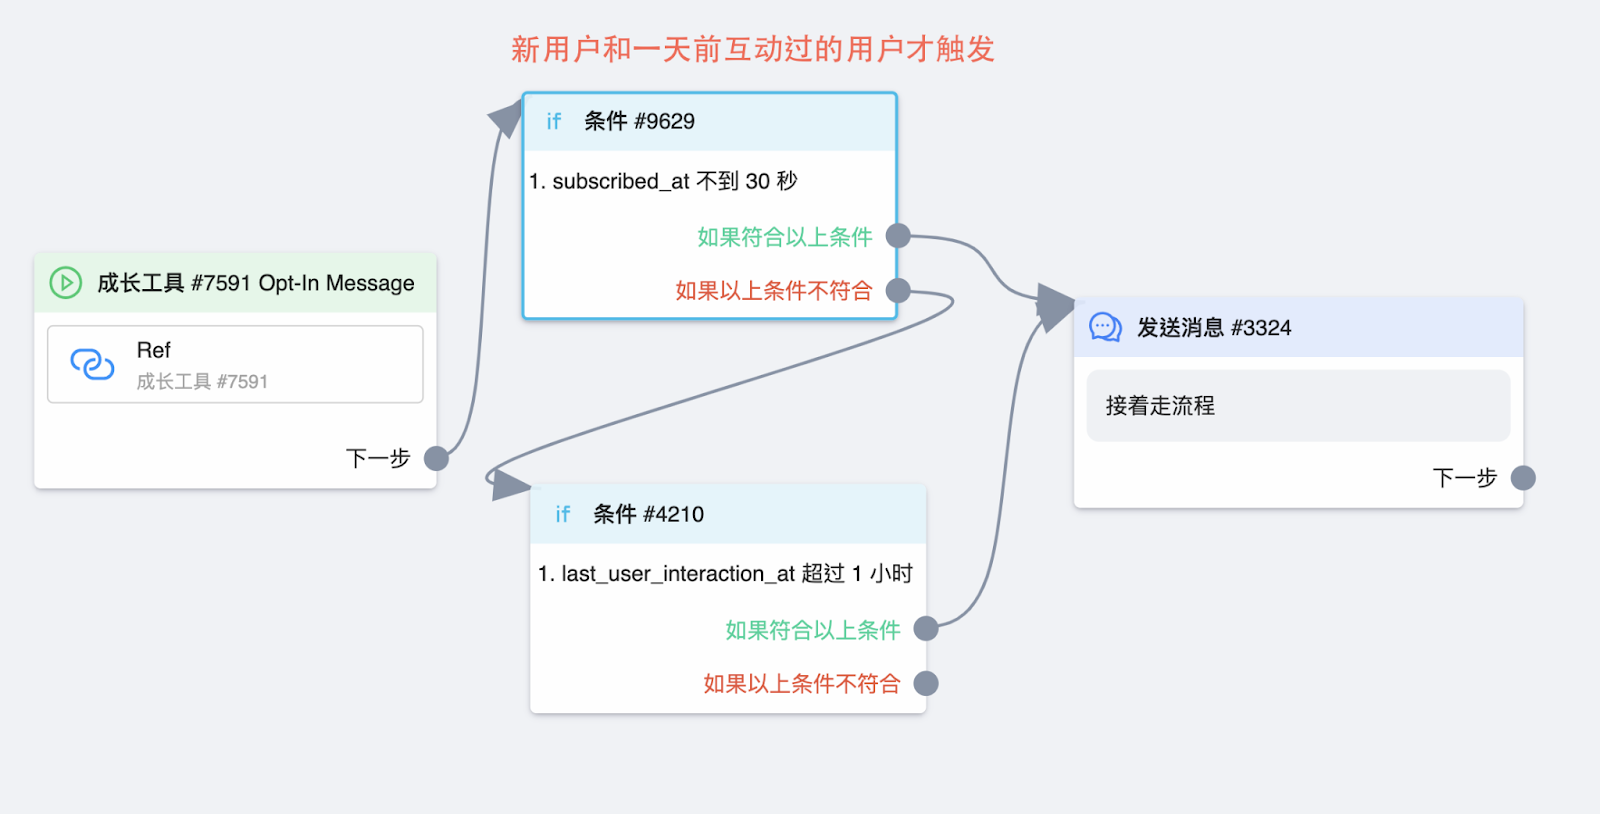 新用户和一天前互动过的用户才触发
if 条件 #9629
1. subscribed_at 不到 30 秒
如果符合以上条件
如果以上条件不符合
成长工具 #7591 Opt-In Message
Ref
成长工具 #7591
下一步
发送消息 #3324
接着走流程
下一步
if 条件 #4210
1. last_user_interaction_at 超过 1 小时
如果符合以上条件
如果以上条件不符合